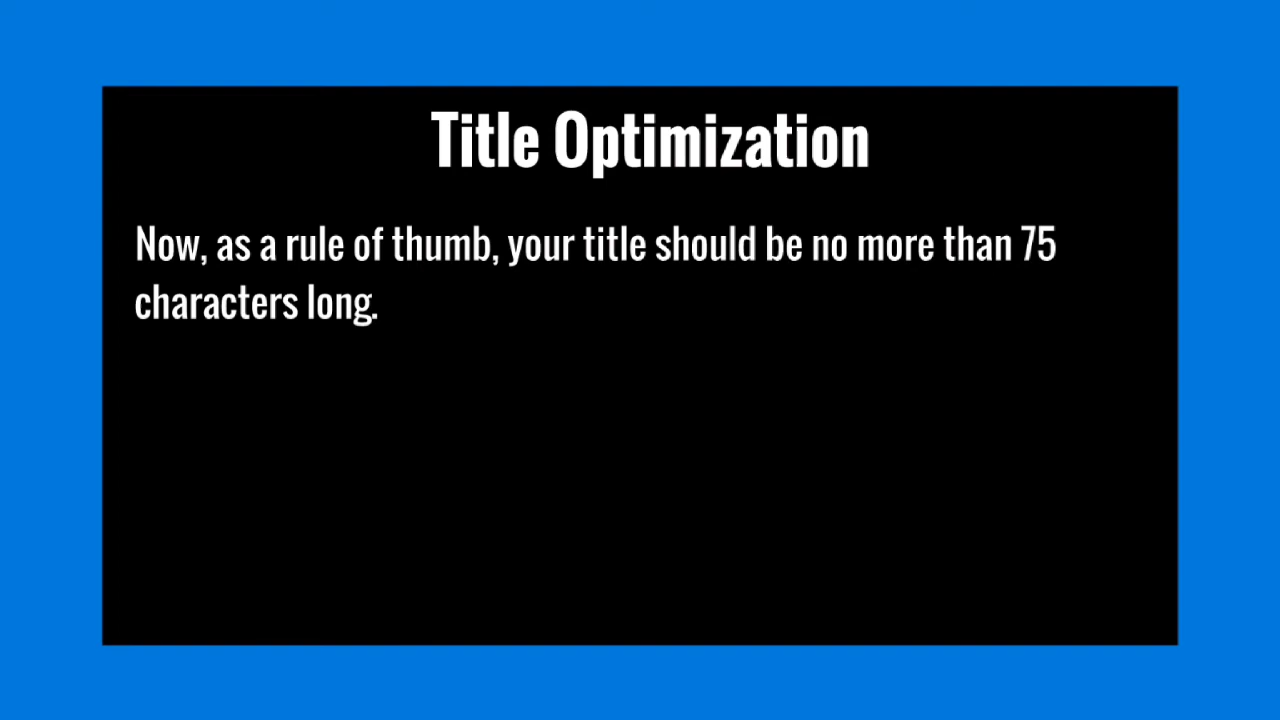 Title Optimization
Now, as a rule of thumb, your title should be no more than 75
characters long.